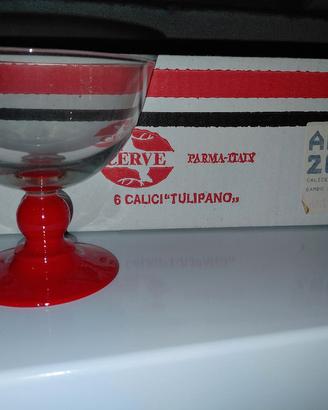 CERVE PARMA-ITALY
6 CALICI "TULIPANO„